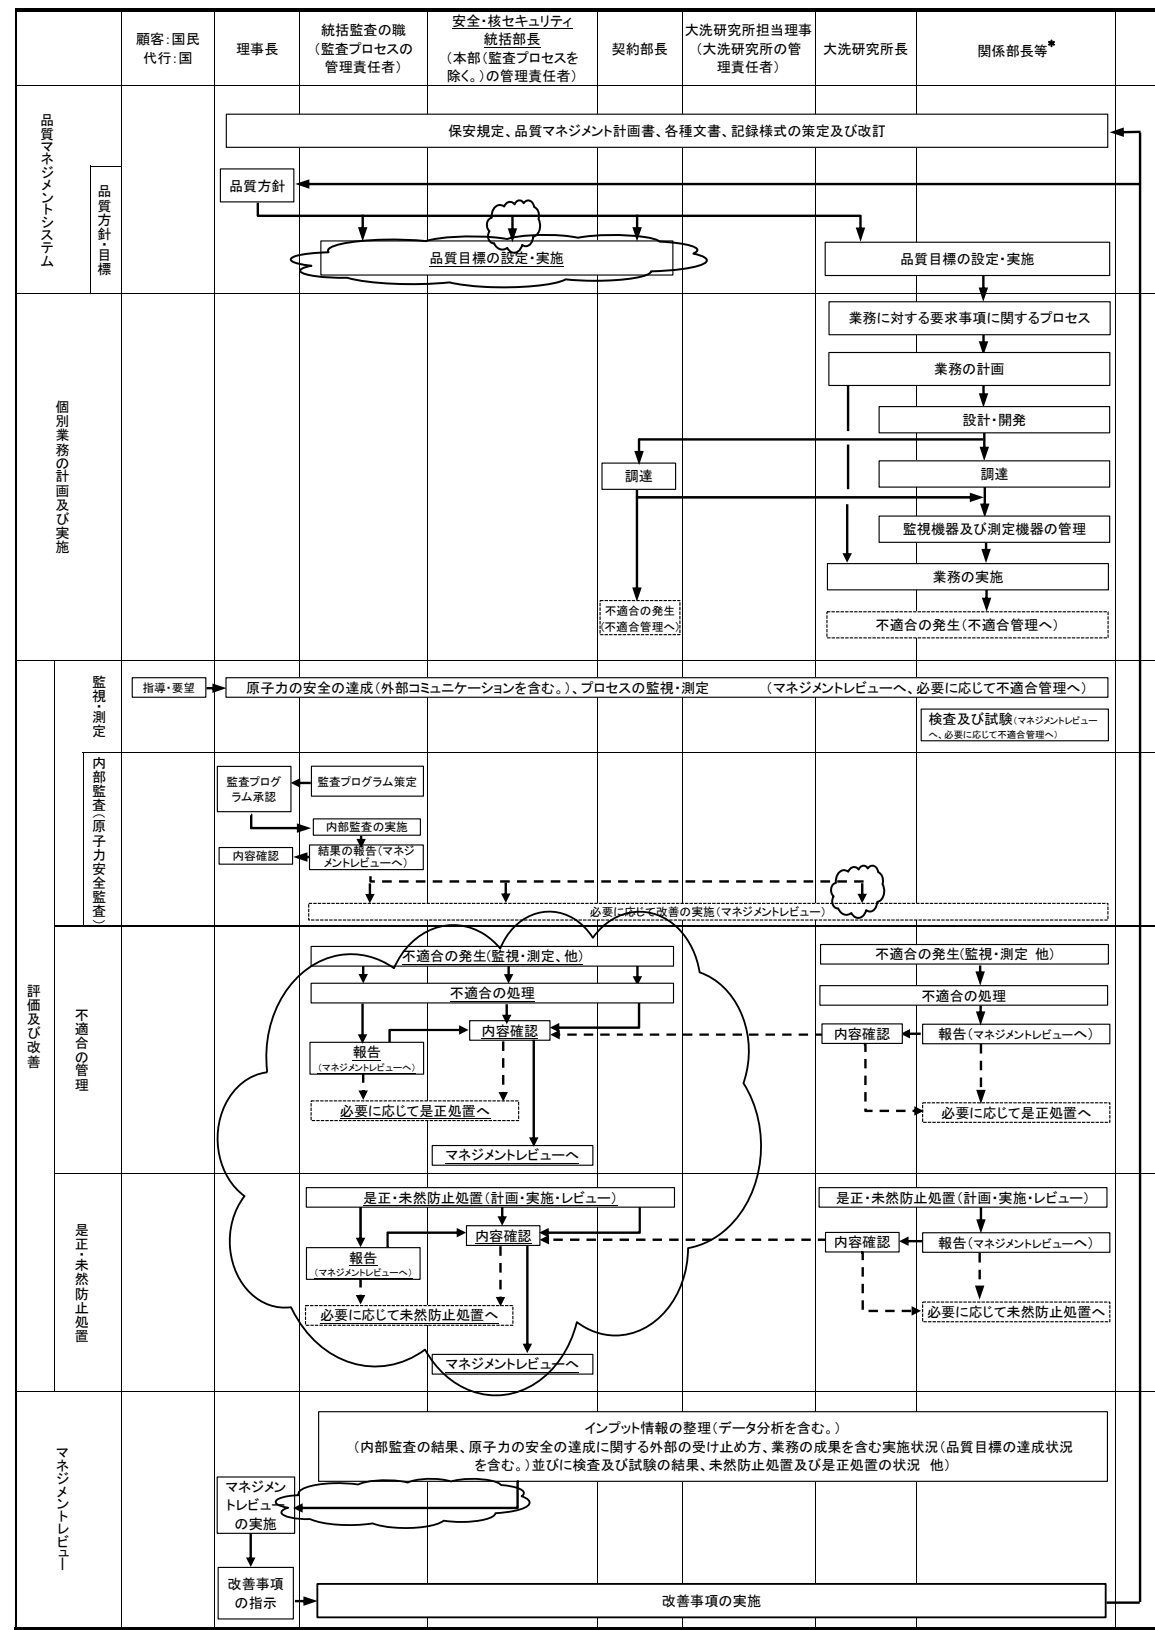 顧客:国民
代行:国
理事長
統括監査の職
(監査プロセスの
管理責任者)
安全・核セキュリティ
統括部長
(本部(監査プロセスを
除く。)の管理責任者)
契約部長
大洗研究所担当理事
(大洗研究所の管
理責任者)
大洗研究所長
関係部長等*
品質マネジメントシステム
保安規定、品質マネジメント計画書、各種文書、記録様式の策定及び改訂
品質方針・目標
品質方針
品質目標の設定・実施
品質目標の設定・実施
個別業務の計画及び実施
業務に対する要求事項に関するプロセス
業務の計画
設計・開発
調達
調達
監視機器及び測定機器の管理
業務の実施
不適合の発生
(不適合管理へ)
不適合の発生(不適合管理へ)
評価及び改善
監視・測定
指導・要望
原子力の安全の達成(外部コミュニケーションを含む。)、プロセスの監視・測定 (マネジメントレビューへ、必要に応じて不適合管理へ)
検査及び試験(マネジメントレビュー
へ、必要に応じて不適合管理へ)
内部監査(原子力安全監査)
監査プログ
ラム承認
監査プログラム策定
内部監査の実施
内容確認
結果の報告(マネジ
メントレビューへ)
必要に応じて改善の実施(マネジメントレビュー)
不適合の管理
不適合の発生(監視・測定、他)
不適合の発生(監視・測定 他)
不適合の処理
不適合の処理
内容確認
内容確認
報告(マネジメントレビューへ)
報告
(マネジメントレビューへ)
必要に応じて是正処置へ
必要に応じて是正処置へ
マネジメントレビューへ
是正・未然防止処置
是正・未然防止処置(計画・実施・レビュー)
是正・未然防止処置(計画・実施・レビュー)
内容確認
内容確認
報告(マネジメントレビューへ)
報告
(マネジメントレビューへ)
必要に応じて未然防止処置へ
必要に応じて未然防止処置へ
マネジメントレビューへ
マネジメントレビュー
インプット情報の整理(データ分析を含む。)
(内部監査の結果、原子力の安全の達成に関する外部の受け止め方、業務の成果を含む実施状況(品質目標の達成状況
を含む。)並びに検査及び試験の結果、未然防止処置及び是正処置の状況 他)
マネジメン
トレビュー
の実施
改善事項
の指示
改善事項の実施